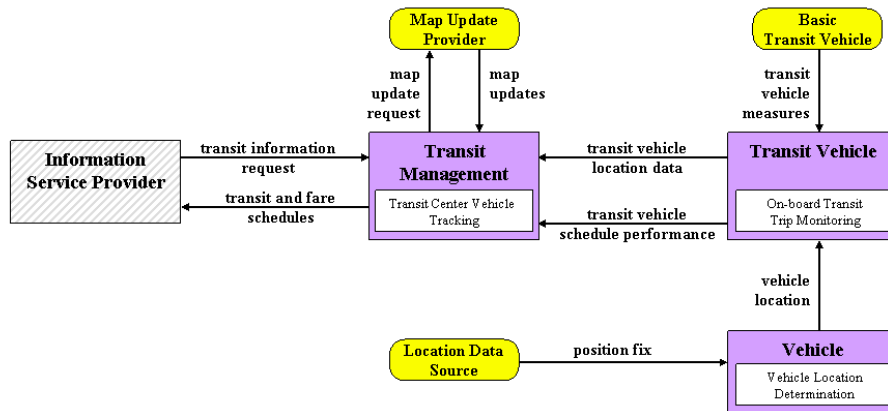 Map Update
Provider
Basic
Transit Vehicle
map
update
request
map
updates
transit
vehicle
measures
Information
Service Provider
transit information
request
transit and fare
schedules
Transit
Management
Transit Center Vehicle
Tracking
transit vehicle
location data
transit vehicle
schedule performance
Transit Vehicle
On-board Transit
Trip Monitoring
vehicle
location
Location Data
Source
position fix
Vehicle
Vehicle Location
Determination